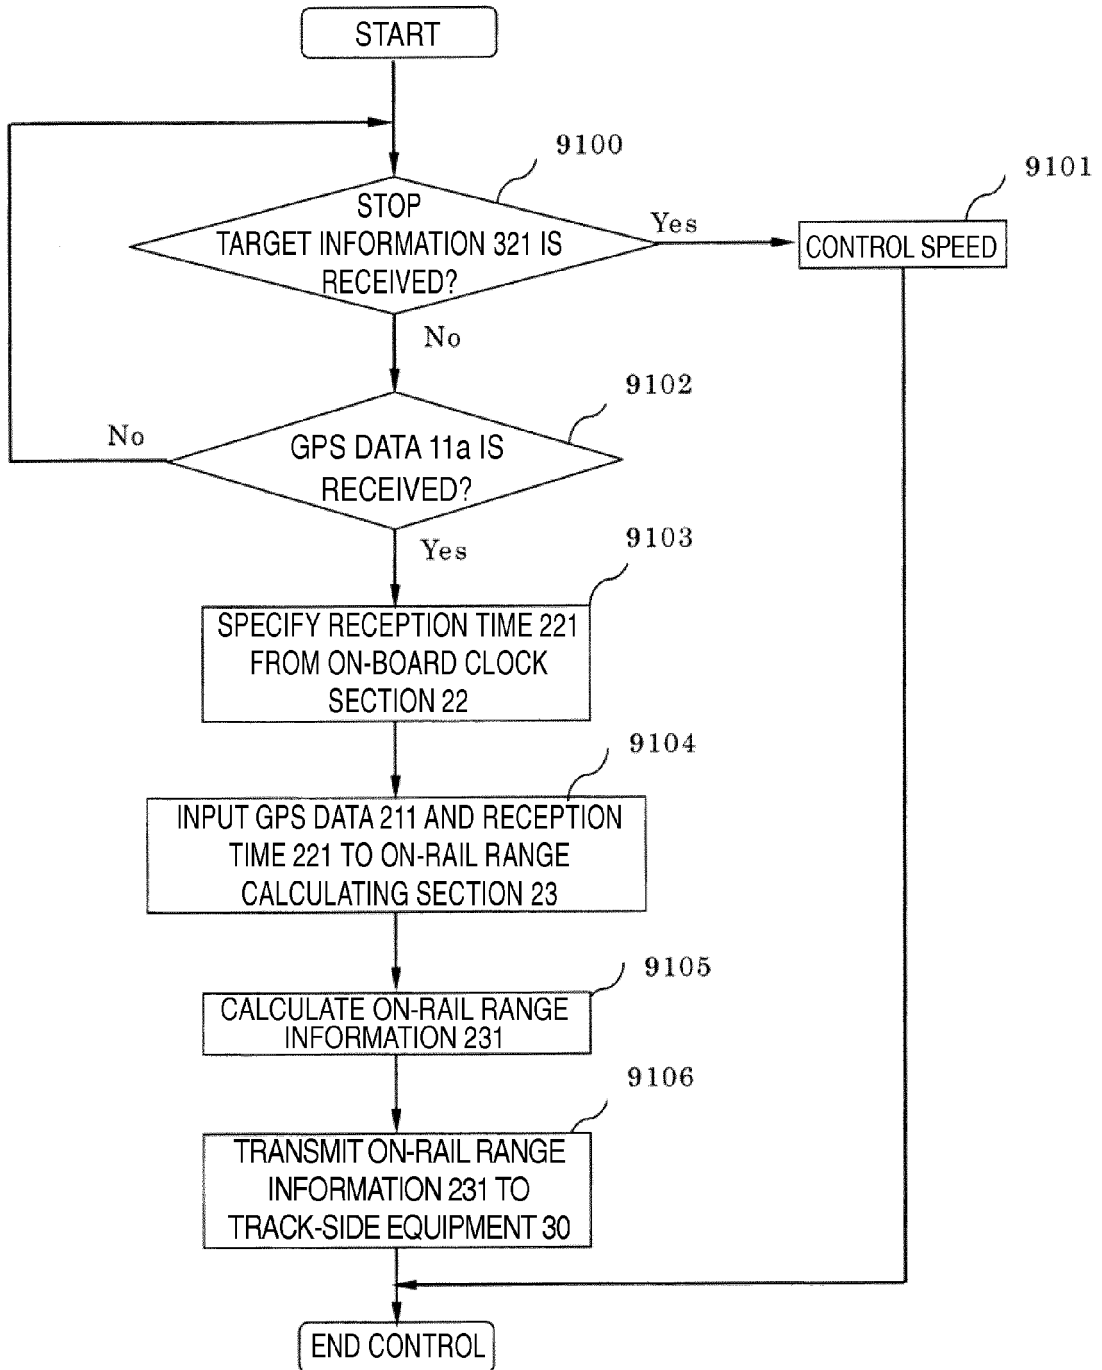 START
9100
9101
STOP
TARGET INFORMATION 321 IS
RECEIVED?
Yes
CONTROL SPEED
No
9102
No
GPS DATA 11a IS
RECEIVED?
Yes
9103
SPECIFY RECEPTION TIME 221
FROM ON-BOARD CLOCK
SECTION 22
9104
INPUT GPS DATA 211 AND RECEPTION
TIME 221 TO ON-RAIL RANGE
CALCULATING SECTION 23
9105
CALCULATE ON-RAIL RANGE
INFORMATION 231
9106
TRANSMIT ON-RAIL RANGE
INFORMATION 231 TO
TRACK-SIDE EQUIPMENT 30
END CONTROL